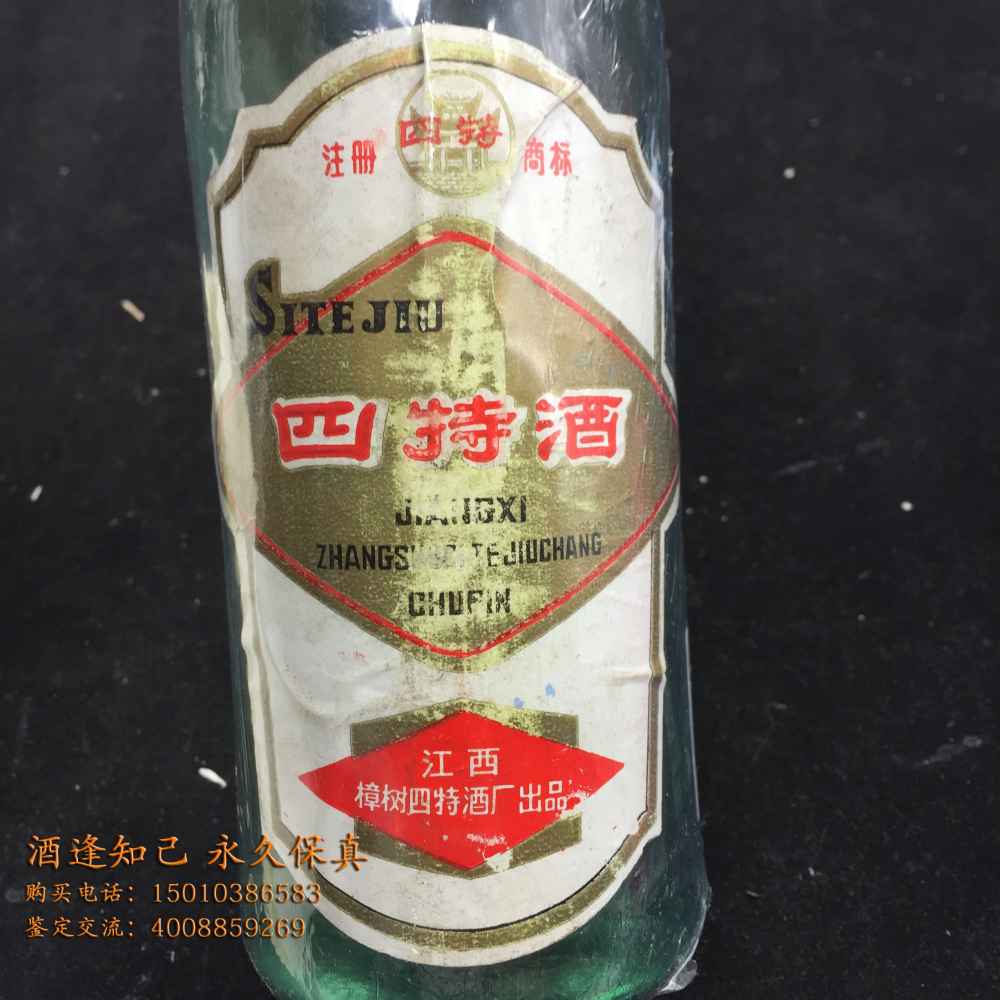 注册 四特 商标
SITEJIU
四特酒
JIANGXI
ZHANGSHUSITEJIUCHANG
CHUPIN
江西
樟树四特酒厂出品
酒逢知己 永久保真
购买电话：15010386583
鉴定交流：4008859269